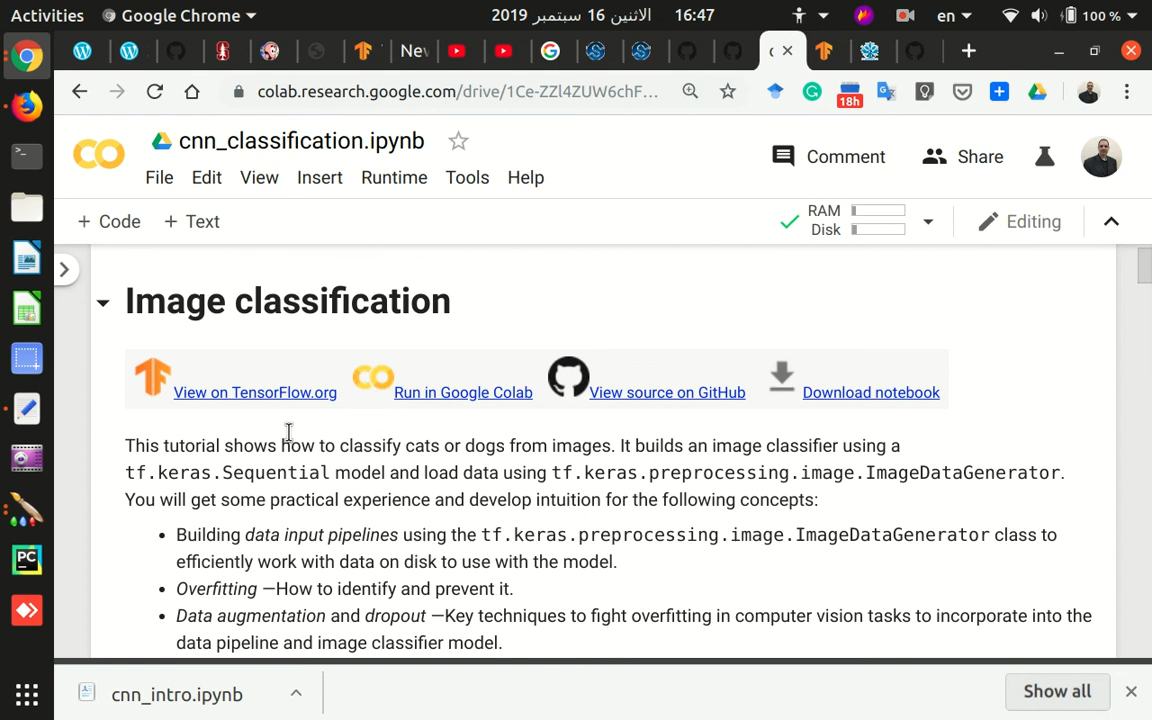 Activities Google Chrome الاثنين 16 سبتمبر 2019 16:47 en 100 %
Nev
colab.research.google.com/drive/1Ce-ZZl4ZUW6chF... 18h
cnn_classification.ipynb
Comment Share
File Edit View Insert Runtime Tools Help
+ Code + Text RAM Disk Editing
Image classification
View on TensorFlow.org Run in Google Colab View source on GitHub Download notebook
This tutorial shows how to classify cats or dogs from images. It builds an image classifier using a
tf.keras.Sequential model and load data using tf.keras.preprocessing.image.ImageDataGenerator.
You will get some practical experience and develop intuition for the following concepts:
• Building data input pipelines using the tf.keras.preprocessing.image.ImageDataGenerator class to
efficiently work with data on disk to use with the model.
• Overfitting —How to identify and prevent it.
• Data augmentation and dropout —Key techniques to fight overfitting in computer vision tasks to incorporate into the
data pipeline and image classifier model.
cnn_intro.ipynb Show all